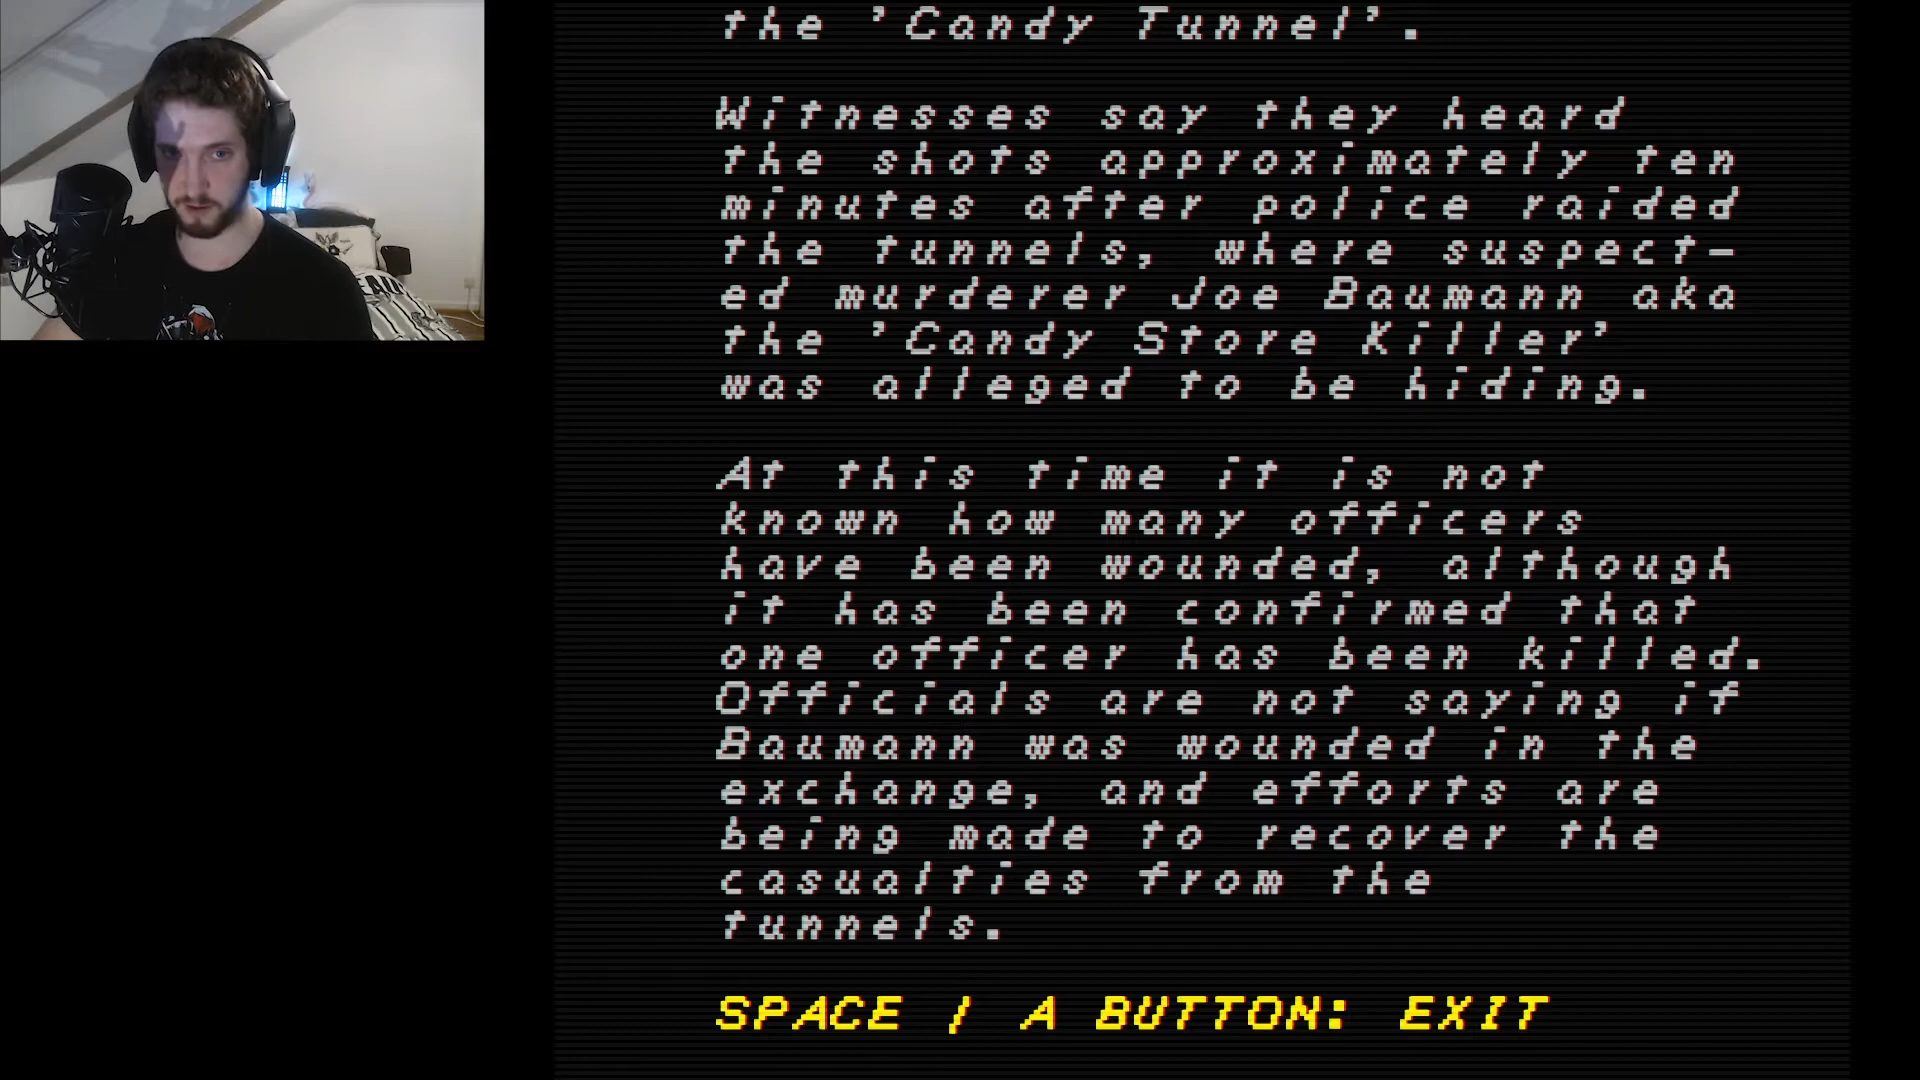 the 'Candy Tunnel'.
Witnesses say they heard
the shots approximately ten
minutes after police raided
the tunnels, where suspect-
ed murderer Joe Baumann aka
the 'Candy Store Killer'
was alleged to be hiding.
At this time it is not
known how many officers
have been wounded, although
it has been confirmed that
one officer has been killed.
Officials are not saying if
Baumann was wounded in the
exchange, and efforts are
being made to recover the
casualties from the
tunnels.
SPACE / A BUTTON: EXIT